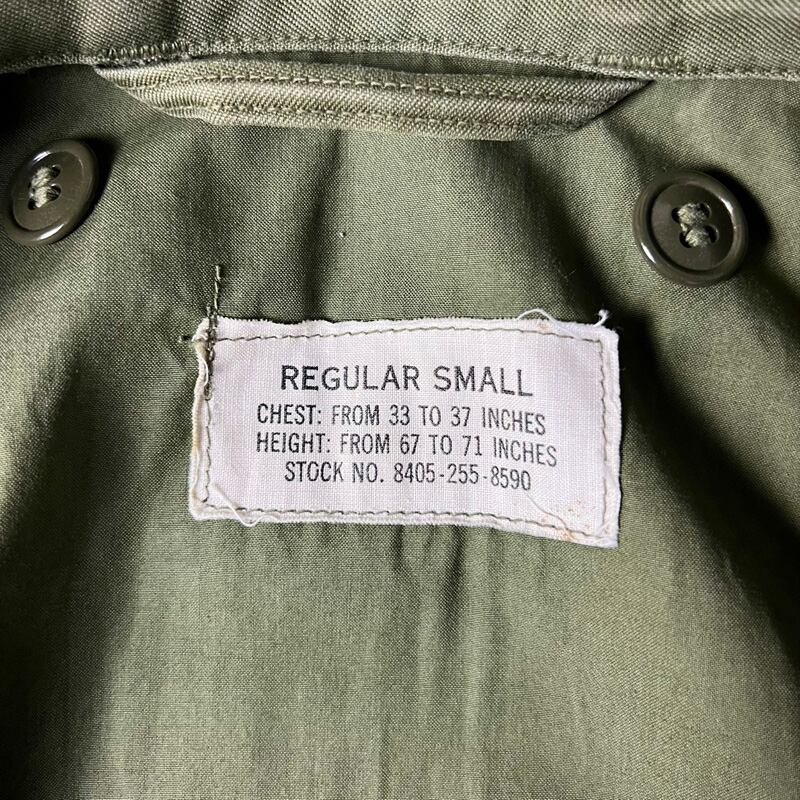 REGULAR SMALL
CHEST: FROM 33 TO 37 INCHES
HEIGHT: FROM 67 TO 71 INCHES
STOCK NO. 8405-255-8590